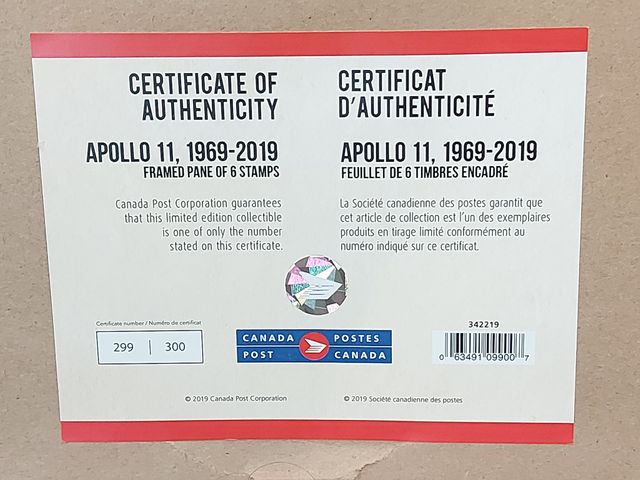 CERTIFICATE OF
AUTHENTICITY
APOLLO 11, 1969-2019
FRAMED PANE OF 6 STAMPS
Canada Post Corporation guarantees
that this limited edition collectible
is one of only the number
stated on this certificate.
CERTIFICAT
D'AUTHENTICITÉ
APOLLO 11, 1969-2019
FEUILLET DE 6 TIMBRES ENCADRÉ
La Société canadienne des postes garantit que
cet article de collection est l'un des exemplaires
produits en tirage limité conformément au
numéro indiqué sur ce certificat.
Certificate number / Numéro de certificat
299 | 300
CANADA POSTES
POST CANADA
342219
0 63491 09900 7
© 2019 Canada Post Corporation
© 2019 Société canadienne des postes